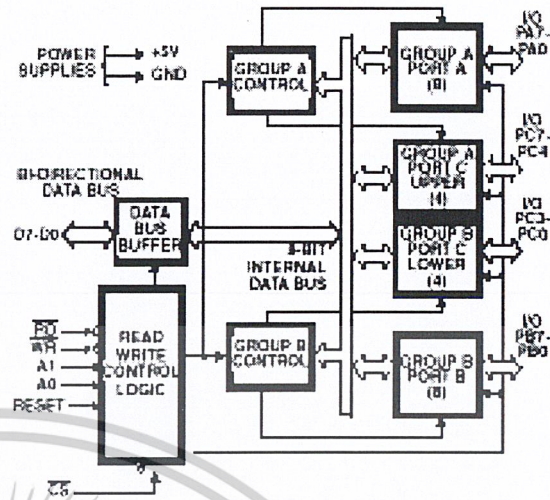 POWER SUPPLIES
+5V
GND
GROUP A CONTROL
GROUP A PORT A (8)
I/O PA7-PA0
GROUP A PORT C UPPER (4)
I/O PC7-PC4
BI-DIRECTIONAL DATA BUS
D7-D0
DATA BUS BUFFER
8-BIT INTERNAL DATA BUS
GROUP B PORT C LOWER (4)
I/O PC3-PC0
RD
WR
A1
A0
RESET
READ WRITE CONTROL LOGIC
GROUP B CONTROL
GROUP B PORT B (8)
I/O PB7-PB0
CS